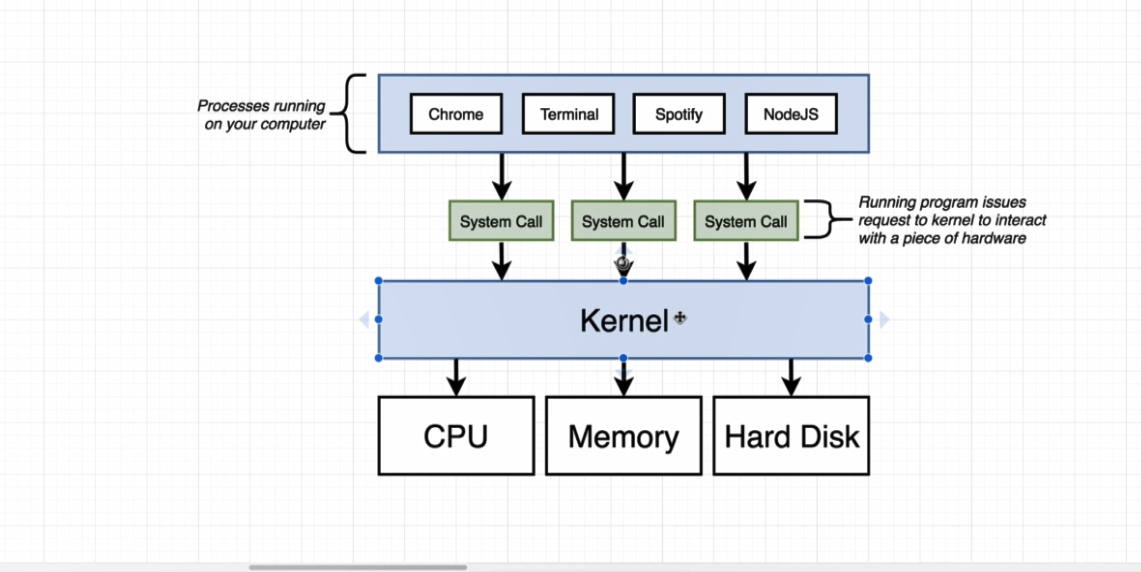 Processes running
on your computer
Chrome
Terminal
Spotify
NodeJS
System Call
System Call
System Call
Running program issues
request to kernel to interact
with a piece of hardware
Kernel
CPU
Memory
Hard Disk